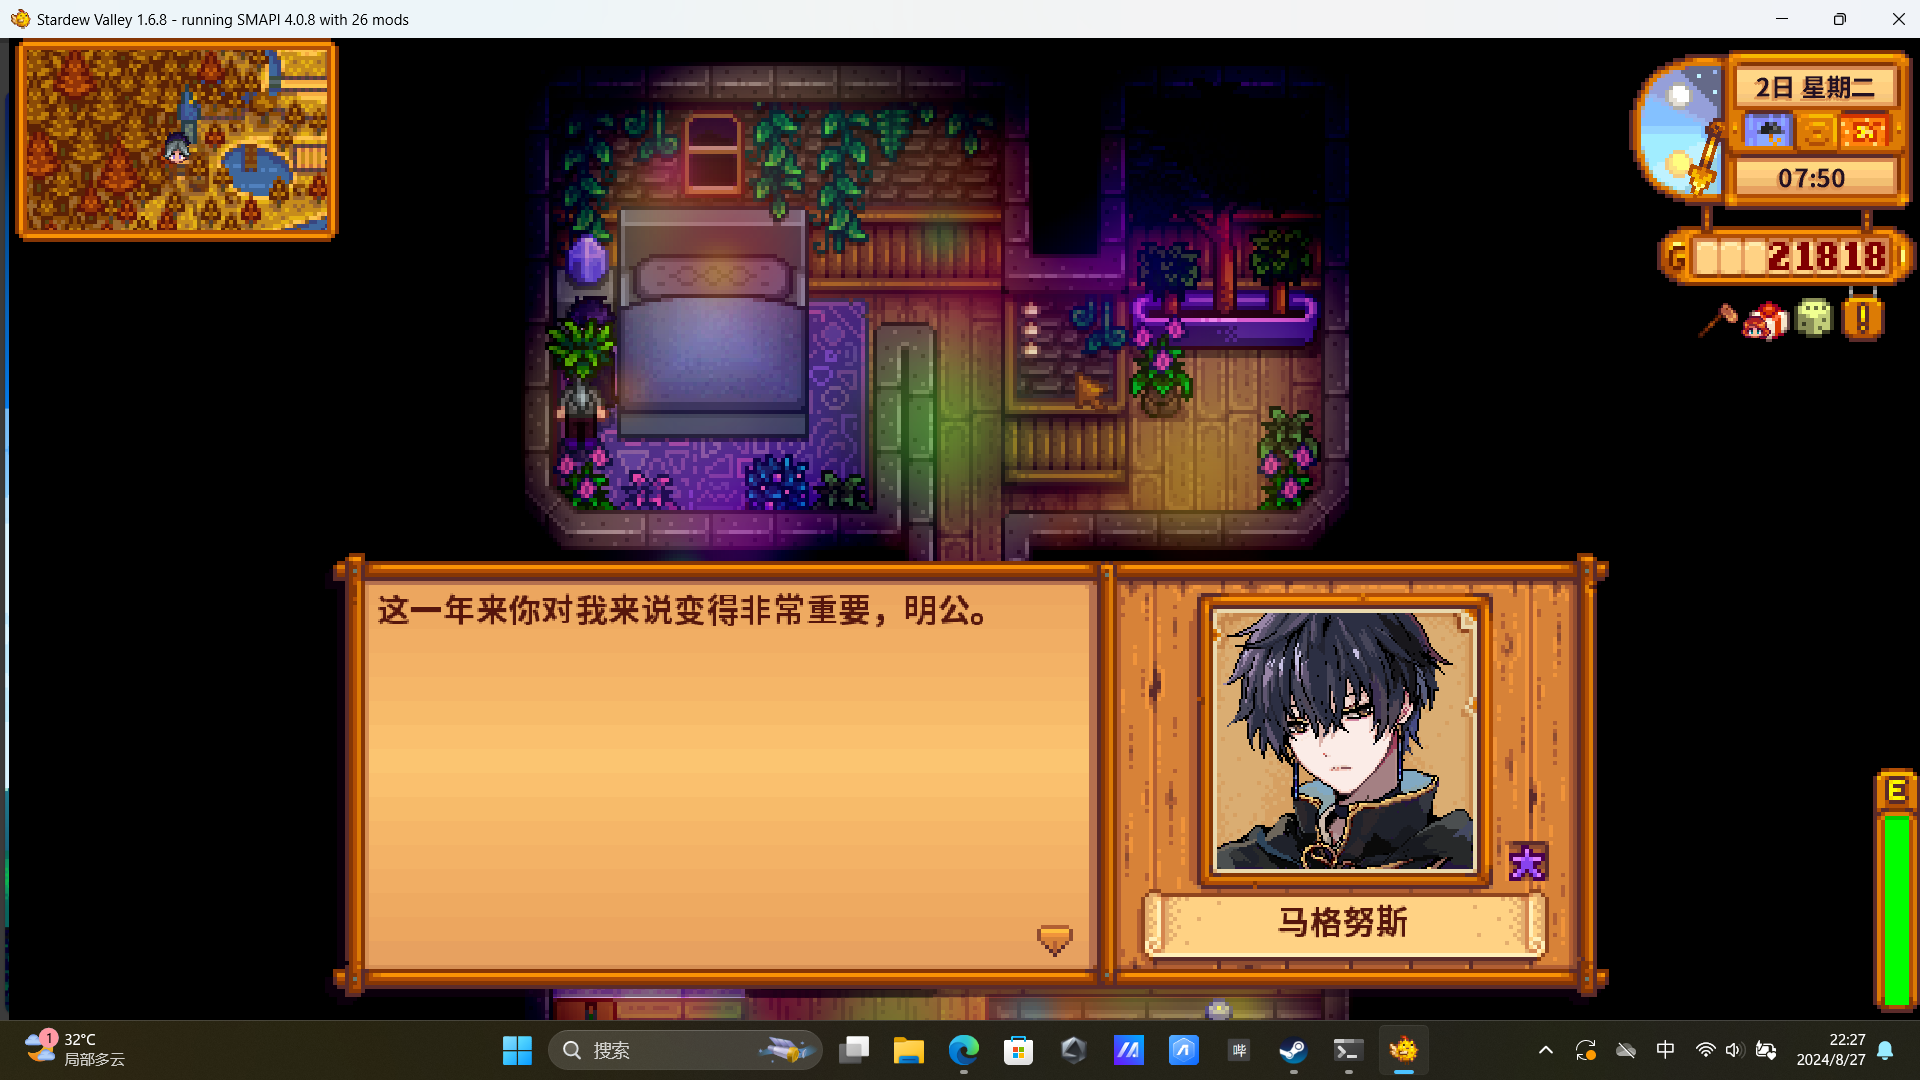 Stardew Valley 1.6.8 - running SMAPI 4.0.8 with 26 mods
2日 星期二
07:50
G 21818
这一年来你对我来说变得非常重要，明公。
马格努斯
E
1
32°C
局部多云
搜索
哔
中
22:27
2024/8/27